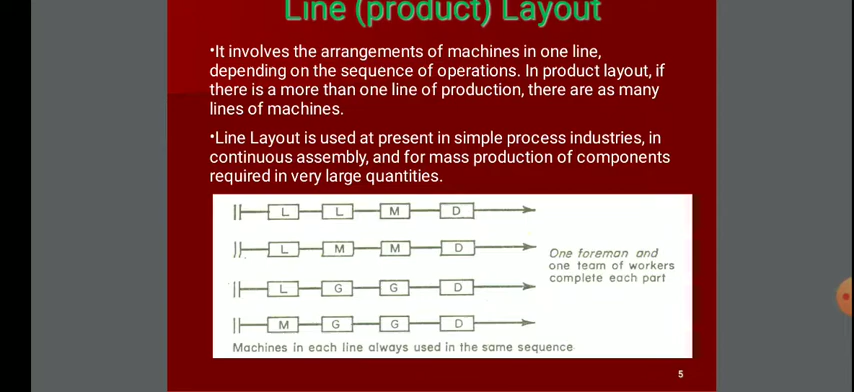 Line (product) Layout
•It involves the arrangements of machines in one line,
depending on the sequence of operations. In product layout, if
there is a more than one line of production, there are as many
lines of machines.
•Line Layout is used at present in simple process industries, in
continuous assembly, and for mass production of components
required in very large quantities.
L L M D
L M M D
L G G D
M G G D
One foreman and
one team of workers
complete each part
Machines in each line always used in the same sequence
5